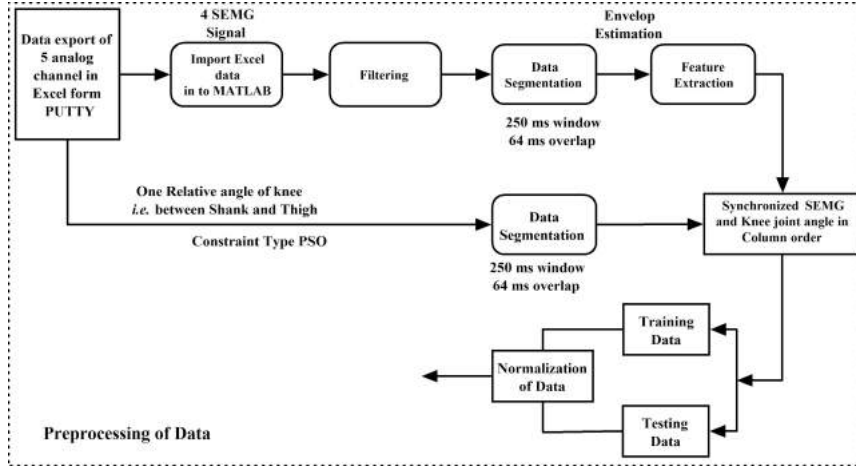 4 SEMG
Signal
Envelop
Estimation
Data export of
5 analog
channel in
Excel form
PUTTY
Import Excel
data
in to MATLAB
Filtering
Data
Segmentation
Feature
Extraction
250 ms window
64 ms overlap
One Relative angle of knee
i.e. between Shank and Thigh
Constraint Type PSO
Data
Segmentation
250 ms window
64 ms overlap
Synchronized SEMG
and Knee joint angle in
Column order
Training
Data
Normalization
of Data
Testing
Data
Preprocessing of Data